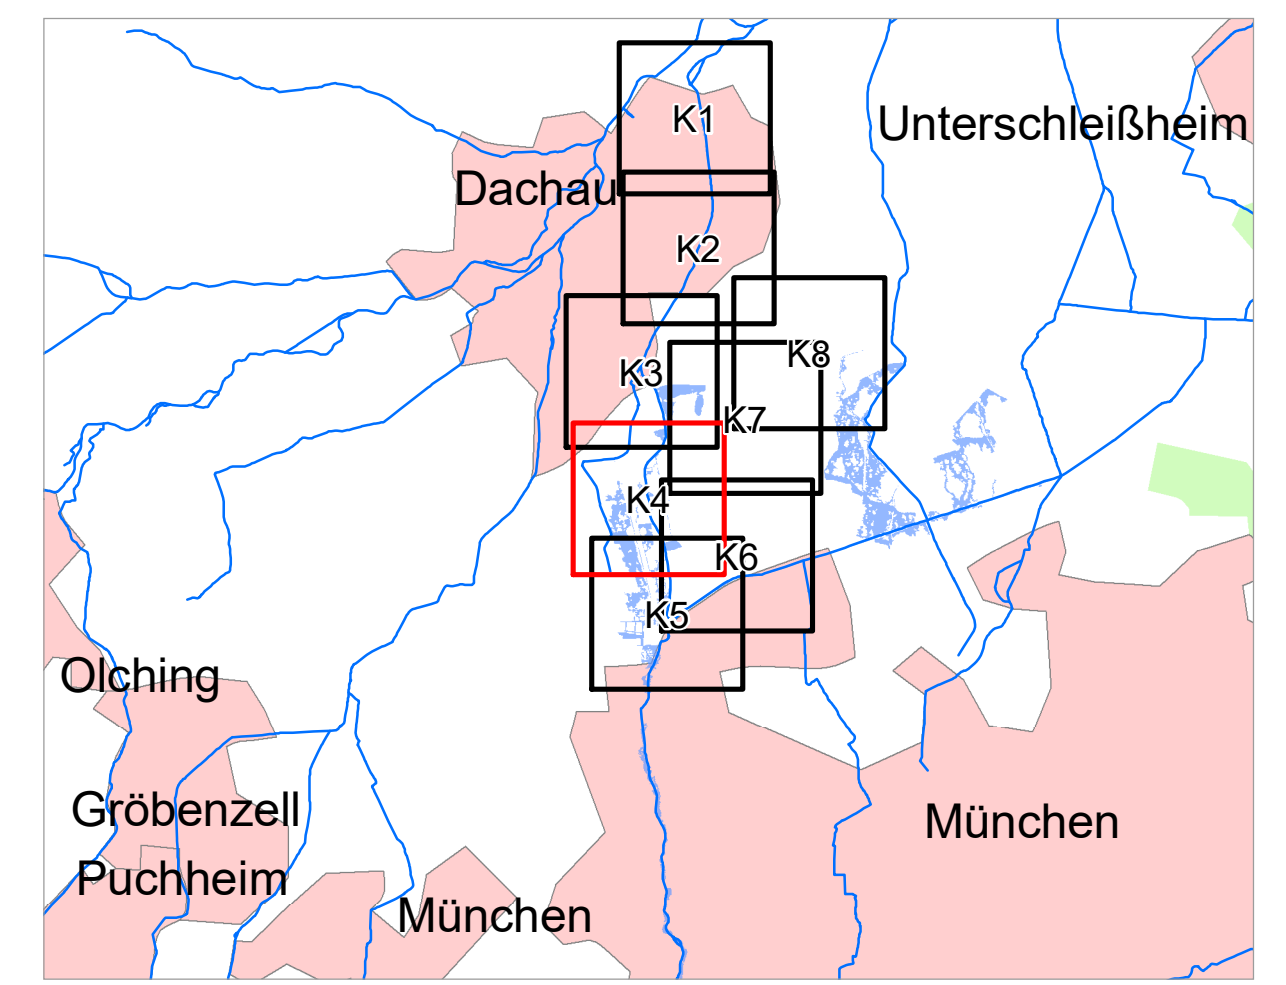 K1
Unterschleißheim
Dachau
K2
K8
K3
K7
K4
K6
K5
Olching
Gröbenzell
München
Puchheim
München